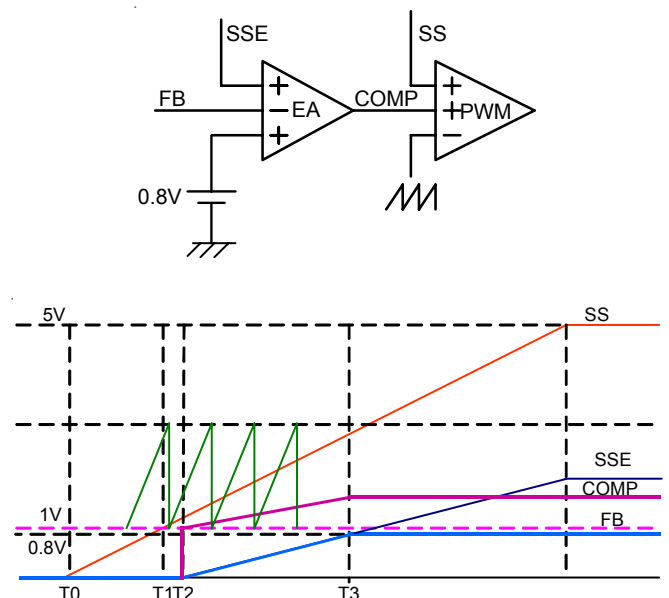 SSE
SS
FB
EA
COMP
PWM
0.8V
5V
SS
SSE
COMP
1V
FB
0.8V
T0
T1T2
T3